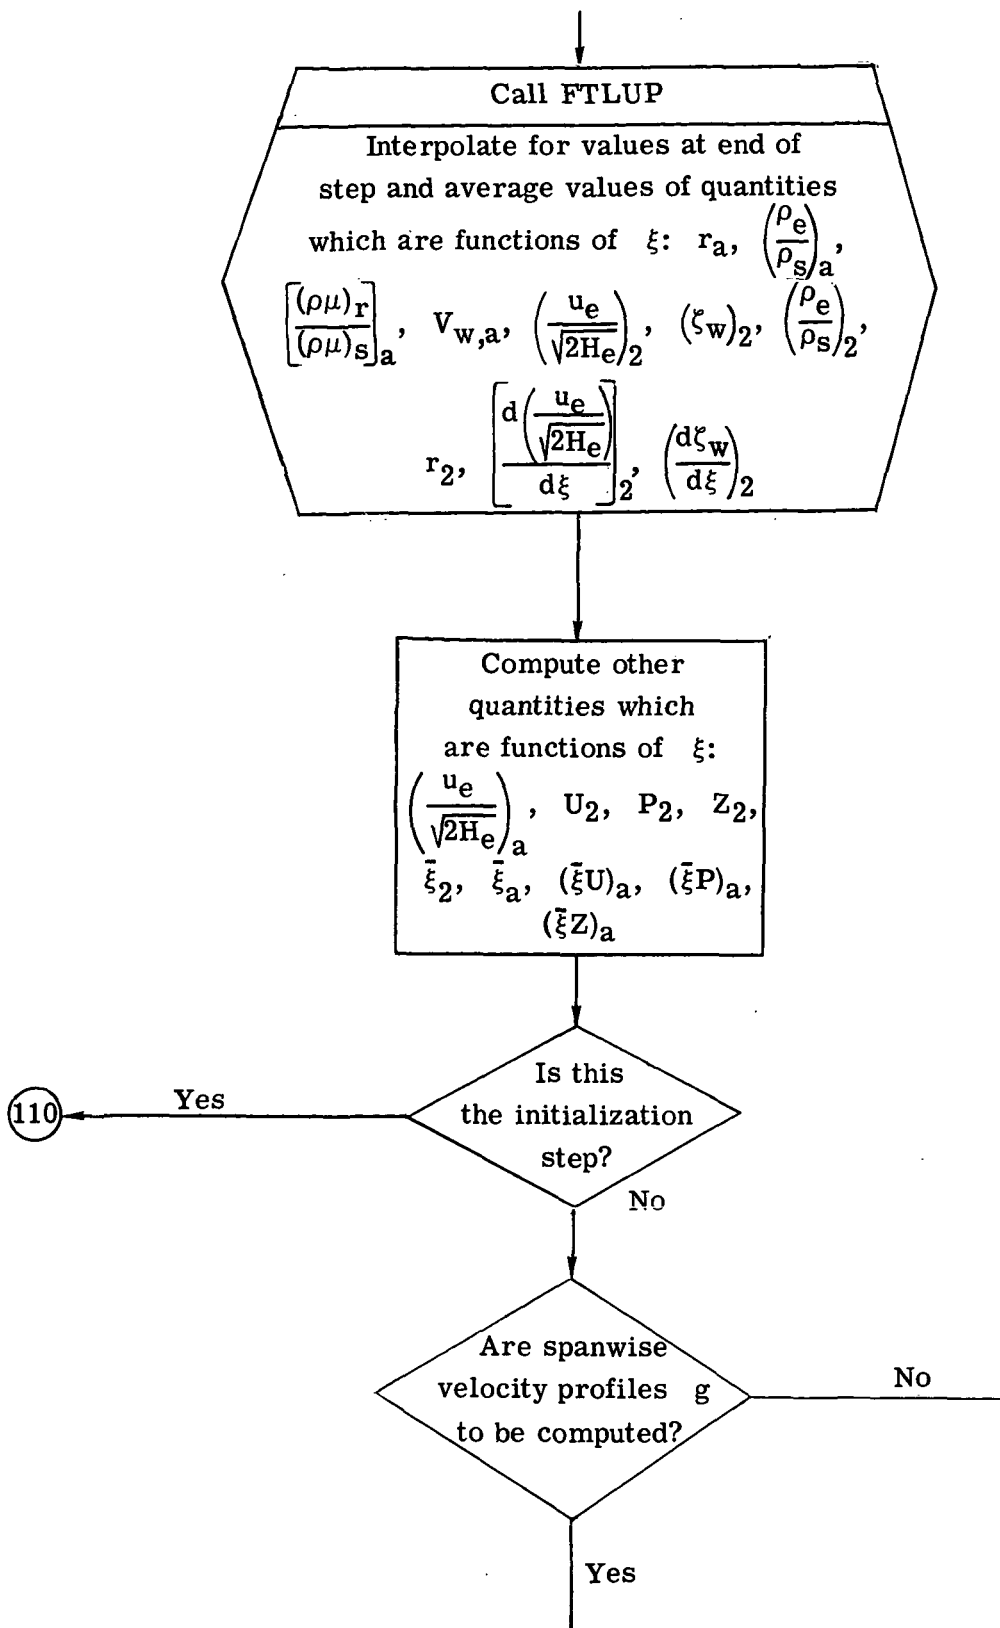 Call FTLUP
Interpolate for values at end of
step and average values of quantities
which are functions of ξ: r_a, (ρ_e/ρ_s)_a,
[(ρμ)_r/(ρμ)_s]_a, V_w,a, (u_e/√2H_e)_2, (ζ_w)_2, (ρ_e/ρ_s)_2,
r_2, [d(u_e/√2H_e)/dξ]_2, (dζ_w/dξ)_2
Compute other
quantities which
are functions of ξ:
(u_e/√2H_e)_a, U_2, P_2, Z_2,
ξ̄_2, ξ̄_a, (ξ̄U)_a, (ξ̄P)_a,
(ξ̄Z)_a
Is this
the initialization
step?
Yes
110
No
Are spanwise
velocity profiles g
to be computed?
No
Yes